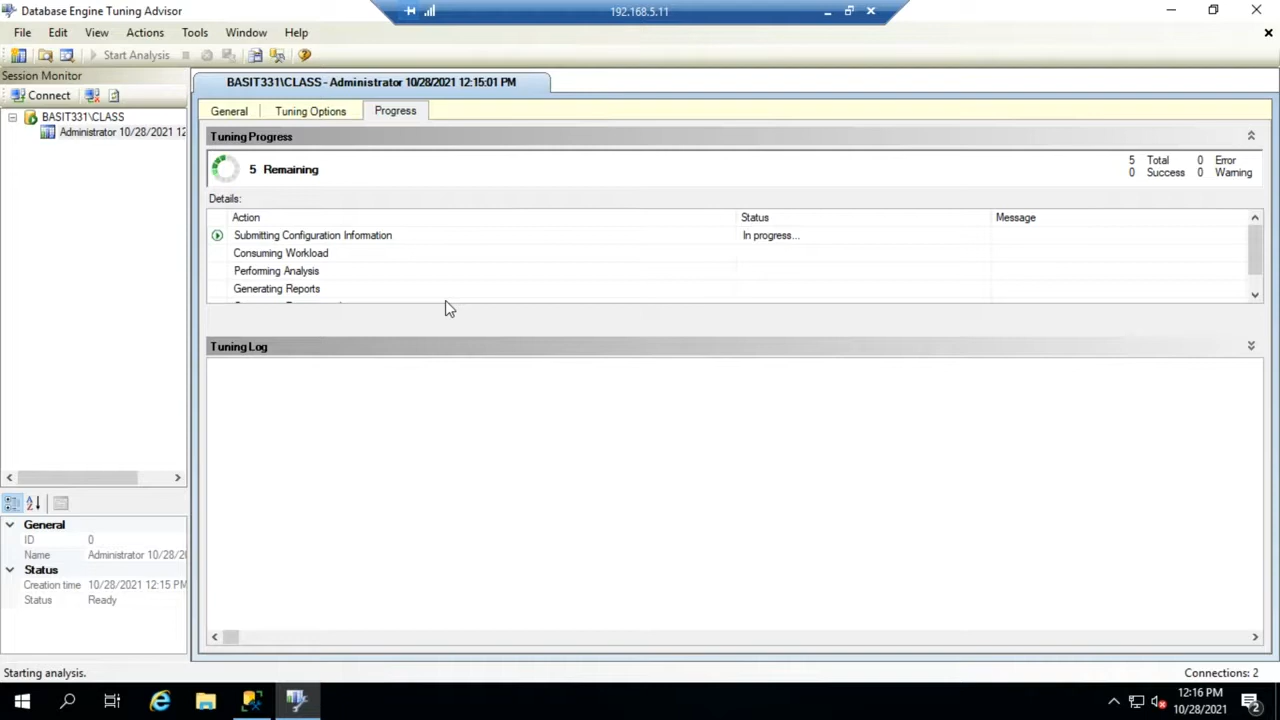 Database Engine Tuning Advisor
192.168.5.11
File Edit View Actions Tools Window Help
Start Analysis
Session Monitor
Connect
BASIT331\CLASS
Administrator 10/28/2021 12
BASIT331\CLASS - Administrator 10/28/2021 12:15:01 PM
General Tuning Options Progress
Tuning Progress
5 Remaining
5 Total 0 Error
0 Success 0 Warning
Details:
Action Status Message
Submitting Configuration Information In progress...
Consuming Workload
Performing Analysis
Generating Reports
Tuning Log
General
ID 0
Name Administrator 10/28/20
Status
Creation time 10/28/2021 12:15 PM
Status Ready
Starting analysis.
Connections: 2
12:16 PM
10/28/2021
2